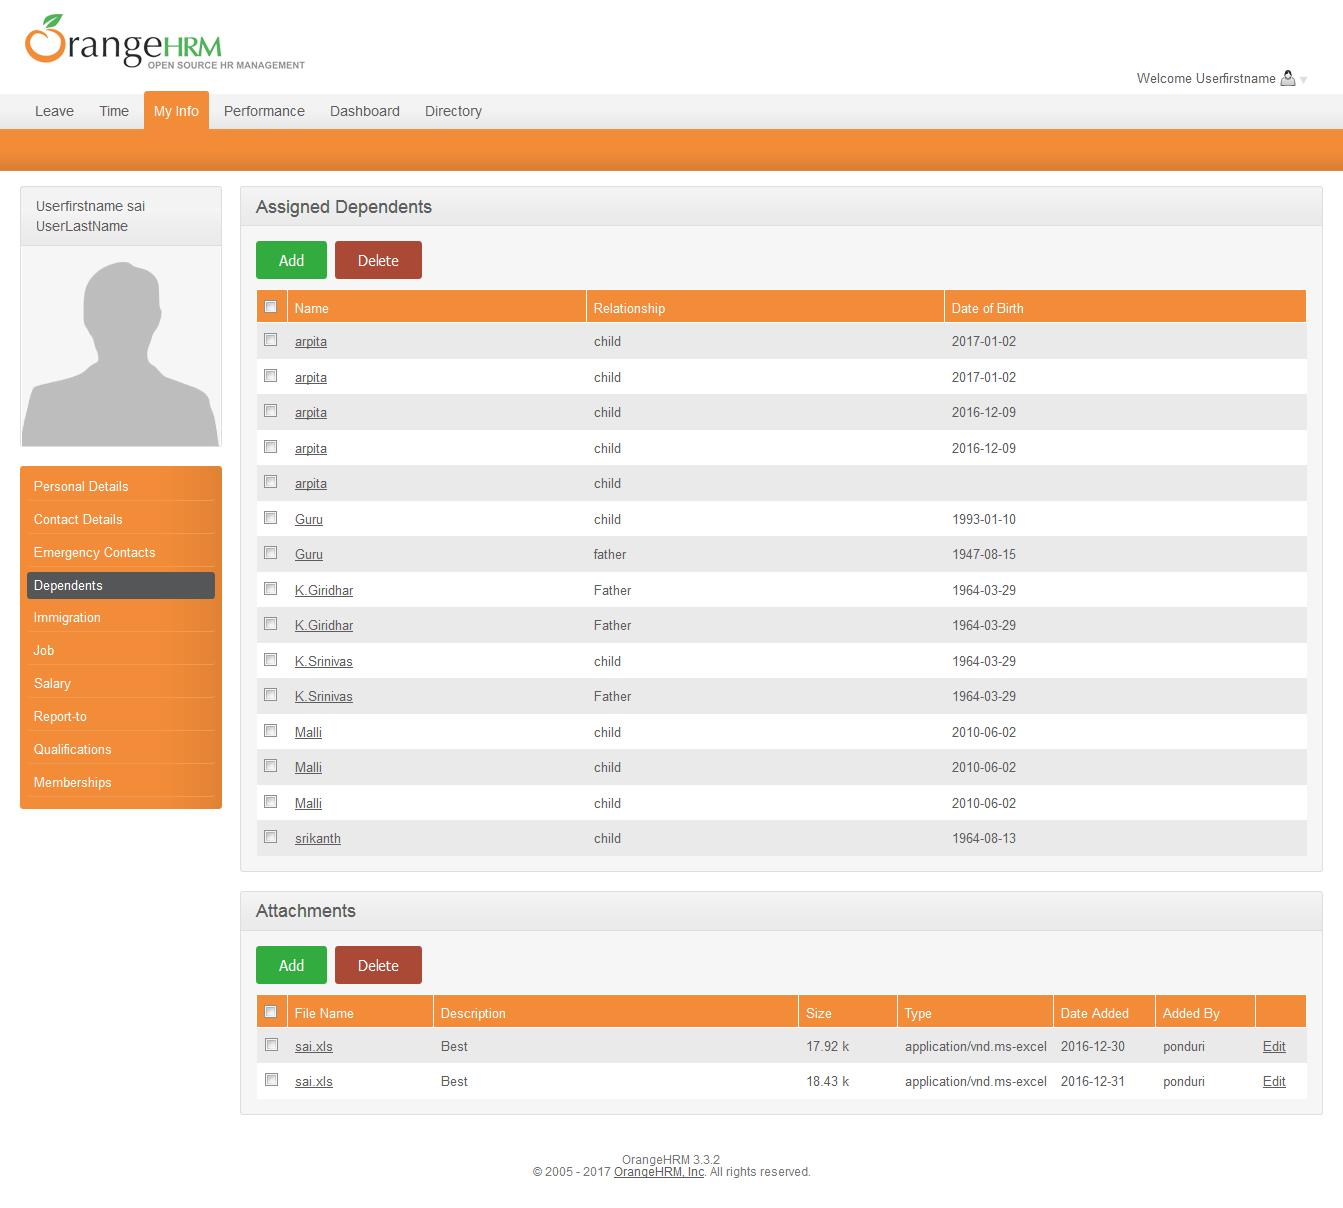 OrangeHRM
OPEN SOURCE HR MANAGEMENT
Welcome Userfirstname
Leave Time My Info Performance Dashboard Directory
Userfirstname sai
UserLastName
Personal Details
Contact Details
Emergency Contacts
Dependents
Immigration
Job
Salary
Report-to
Qualifications
Memberships
Assigned Dependents
Add Delete
Name Relationship Date of Birth
arpita child 2017-01-02
arpita child 2017-01-02
arpita child 2016-12-09
arpita child 2016-12-09
arpita child
Guru child 1993-01-10
Guru father 1947-08-15
K.Giridhar Father 1964-03-29
K.Giridhar Father 1964-03-29
K.Srinivas child 1964-03-29
K.Srinivas Father 1964-03-29
Malli child 2010-06-02
Malli child 2010-06-02
Malli child 2010-06-02
srikanth child 1964-08-13
Attachments
Add Delete
File Name Description Size Type Date Added Added By
sai.xls Best 17.92 k application/vnd.ms-excel 2016-12-30 ponduri Edit
sai.xls Best 18.43 k application/vnd.ms-excel 2016-12-31 ponduri Edit
OrangeHRM 3.3.2
© 2005 - 2017 OrangeHRM, Inc. All rights reserved.